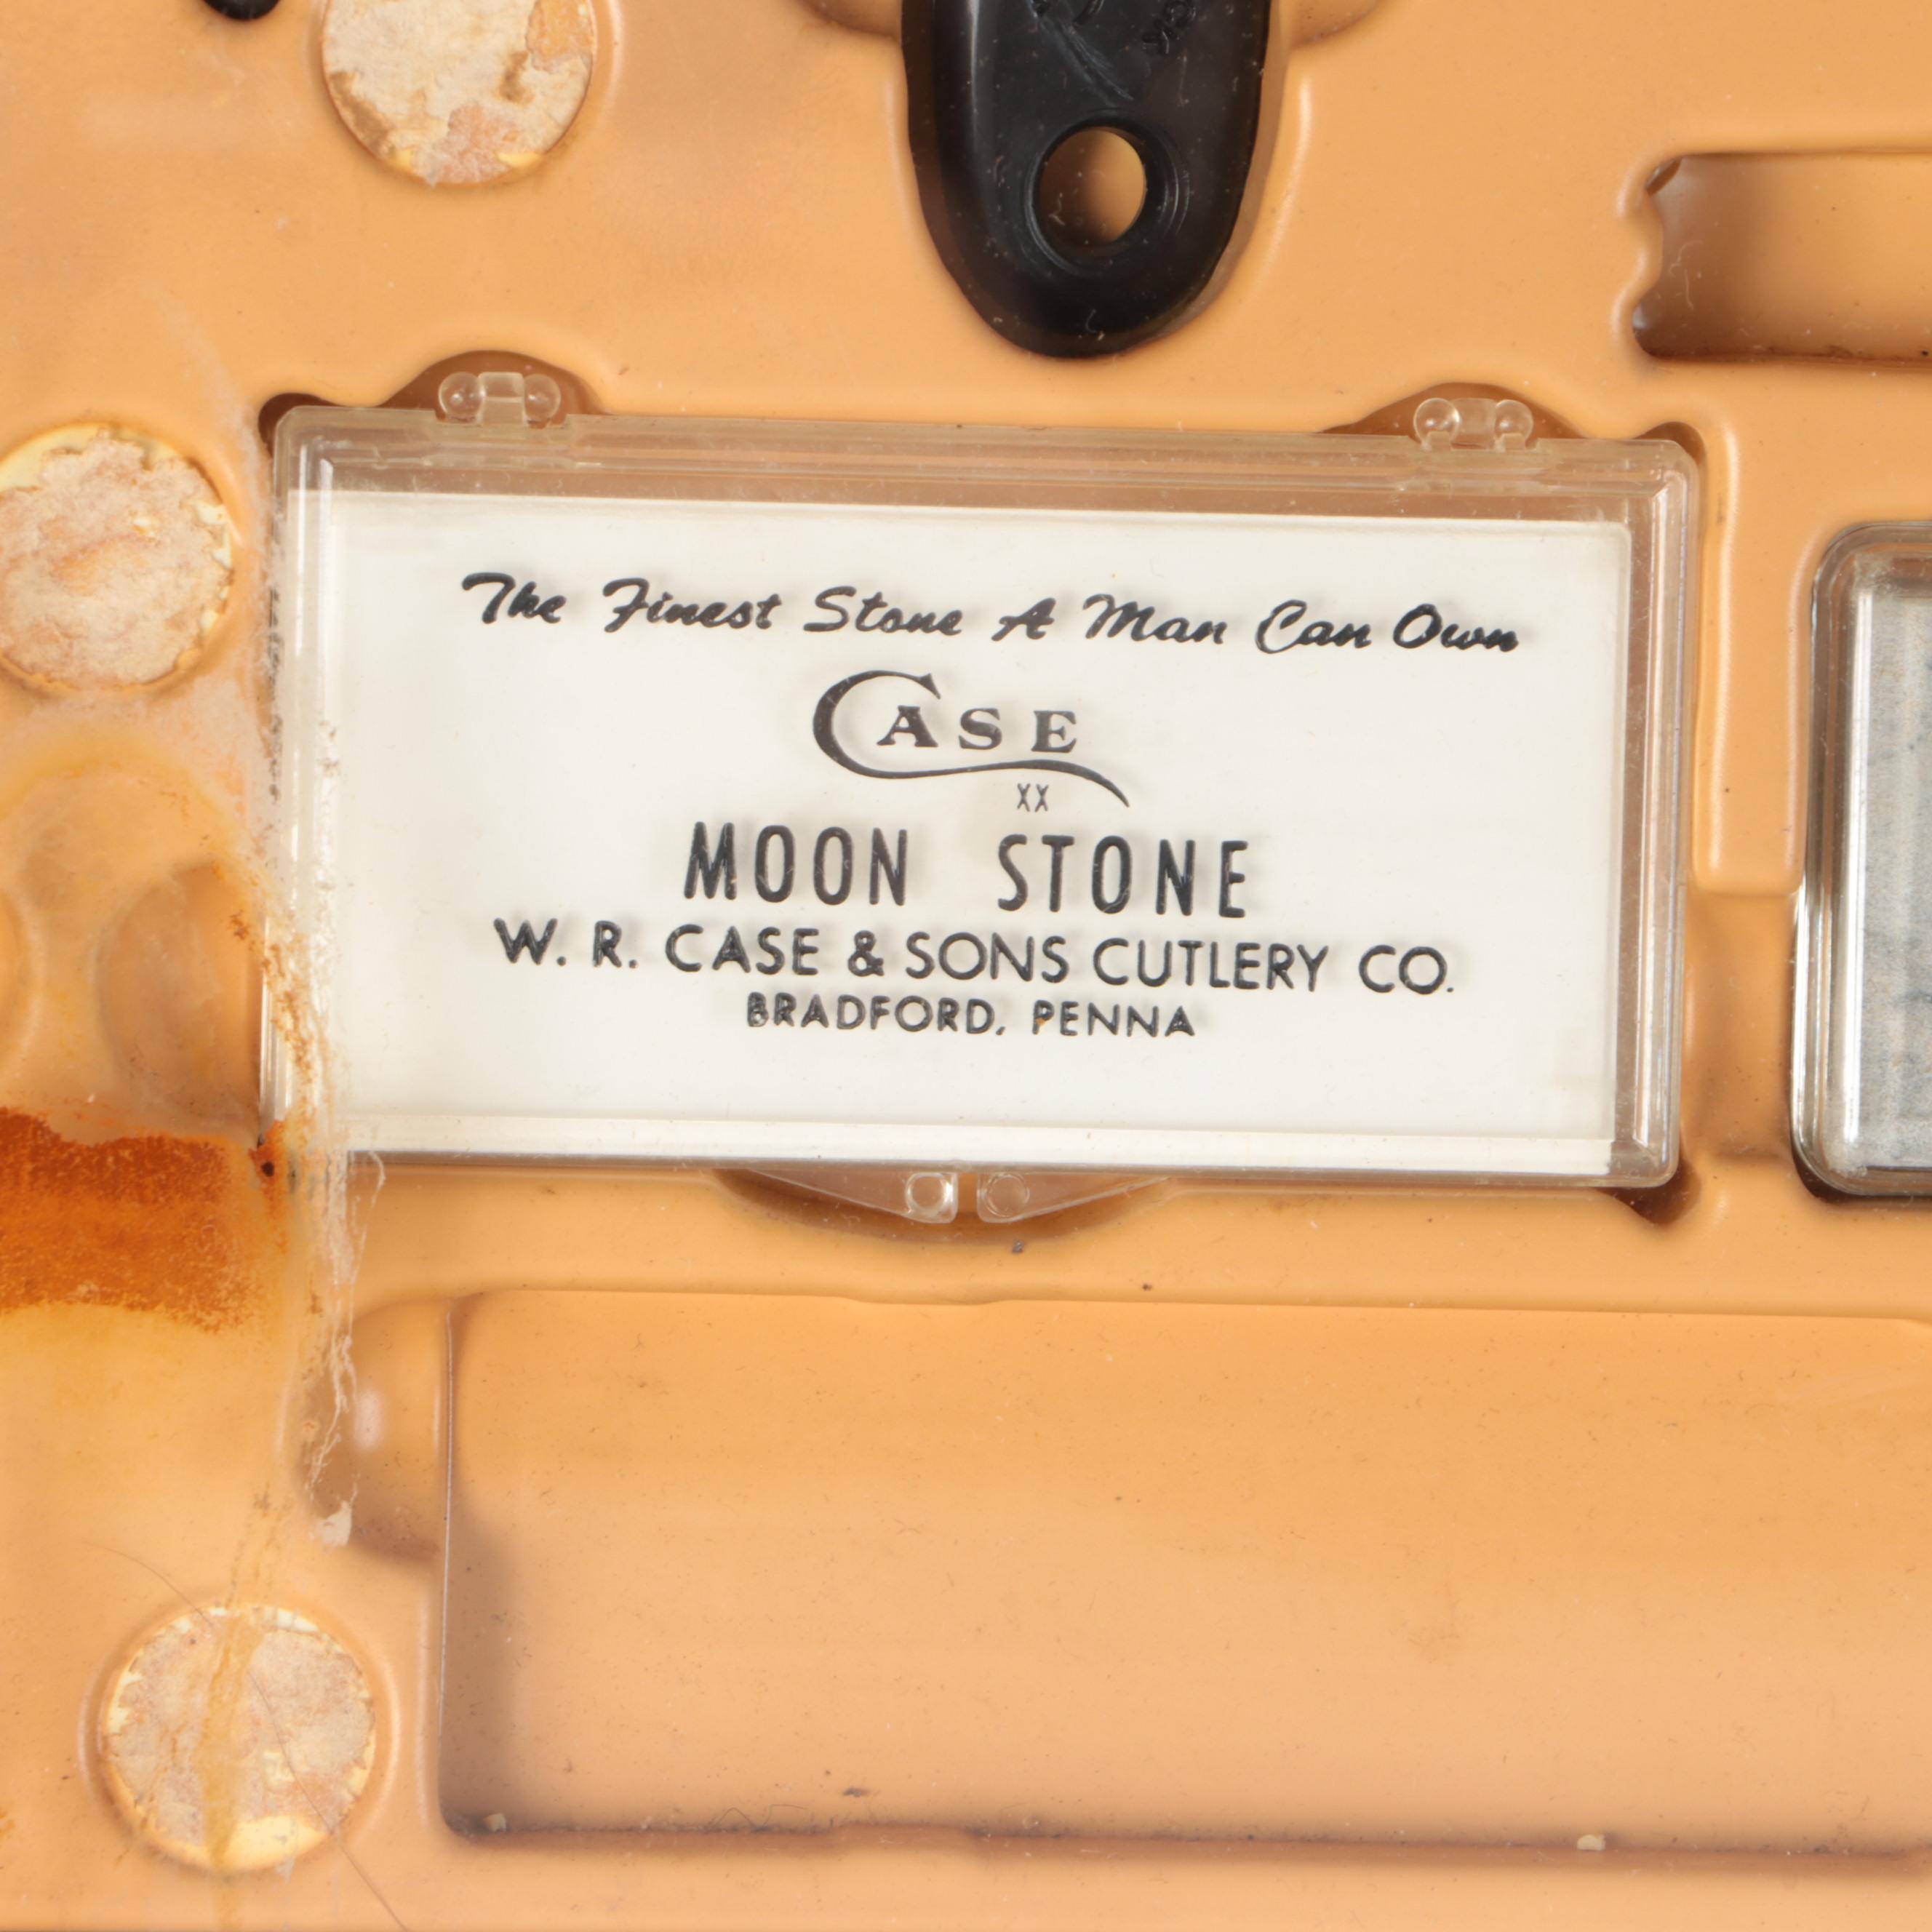 The Finest Stone A Man Can Own
CASE
XX
MOON STONE
W. R. CASE & SONS CUTLERY CO.
BRADFORD, PENNA